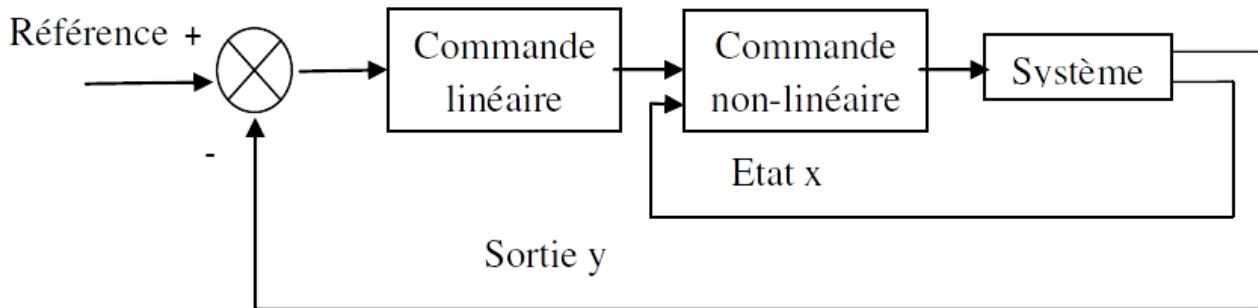 Référence +
-
Commande
linéaire
Commande
non-linéaire
Système
Etat x
Sortie y